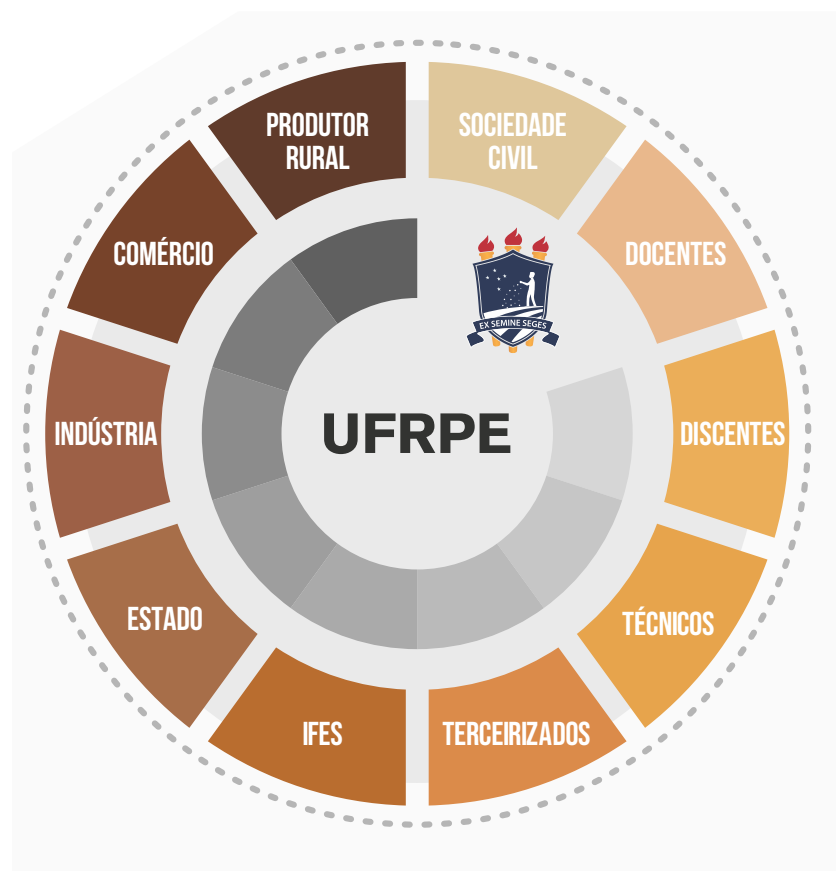 PRODUTOR
RURAL
SOCIEDADE
CIVIL
COMÉRCIO
DOCENTES
EX SEMINE SEGES
INDÚSTRIA
UFRPE
DISCENTES
ESTADO
TÉCNICOS
IFES
TERCEIRIZADOS